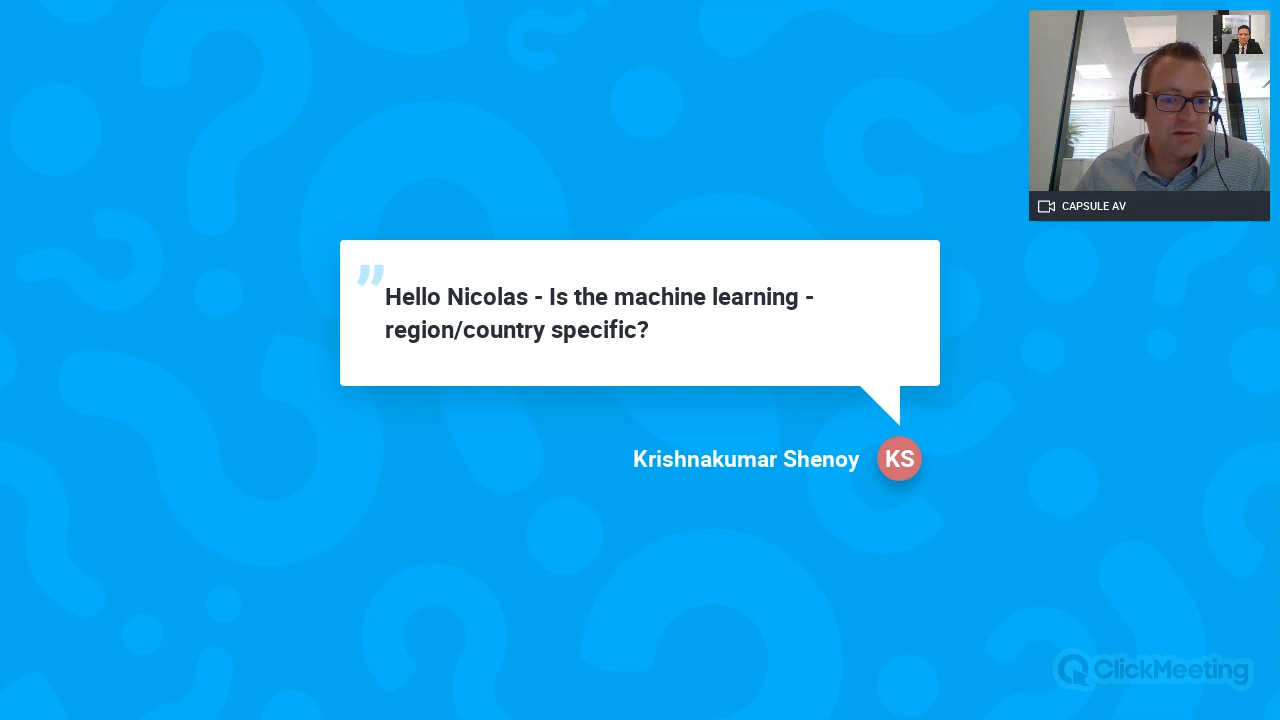 CAPSULE AV
Hello Nicolas - Is the machine learning -
region/country specific?
Krishnakumar Shenoy
KS
ClickMeeting